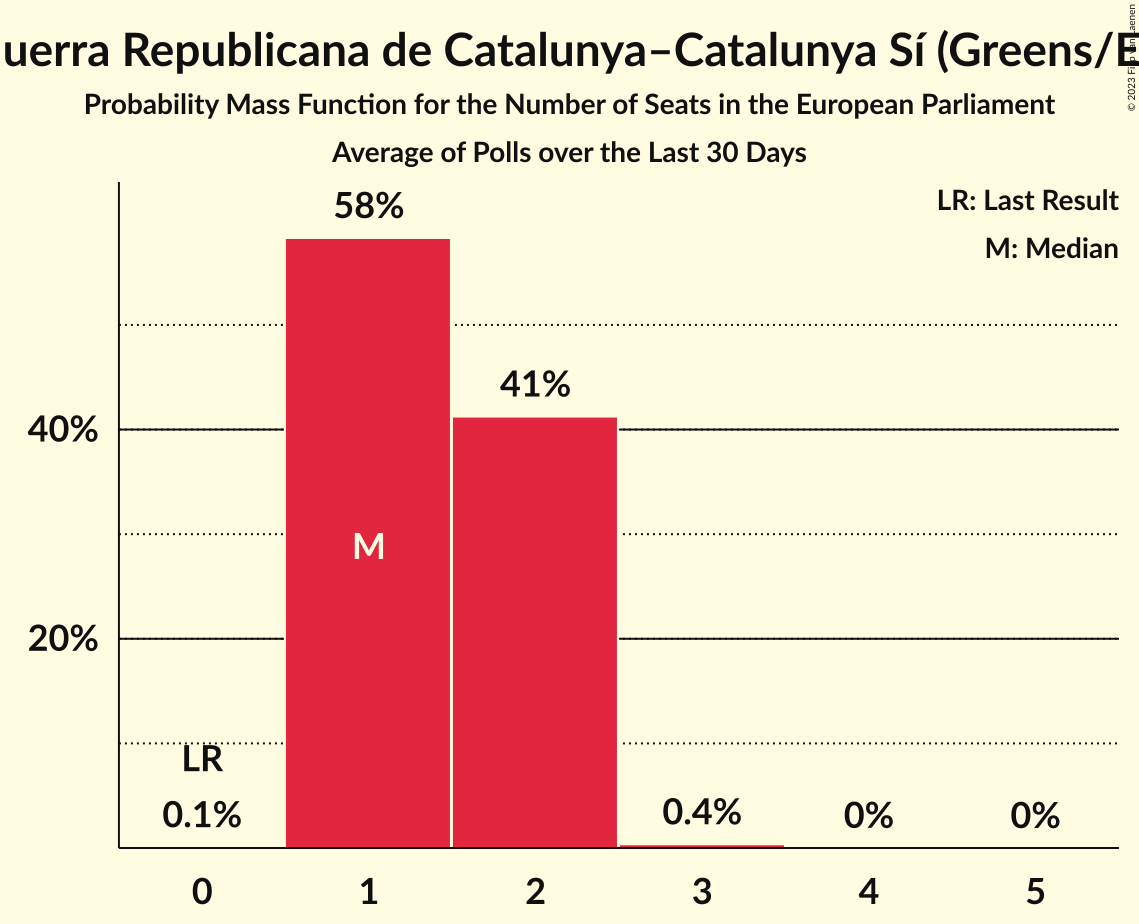 uerra Republicana de Catalunya–Catalunya Sí (Greens/E
Probability Mass Function for the Number of Seats in the European Parliament
Average of Polls over the Last 30 Days
LR: Last Result
M: Median
58%
41%
40%
M
20%
LR
0.1%
0.4%
0%
0%
0 1 2 3 4 5
© 2023